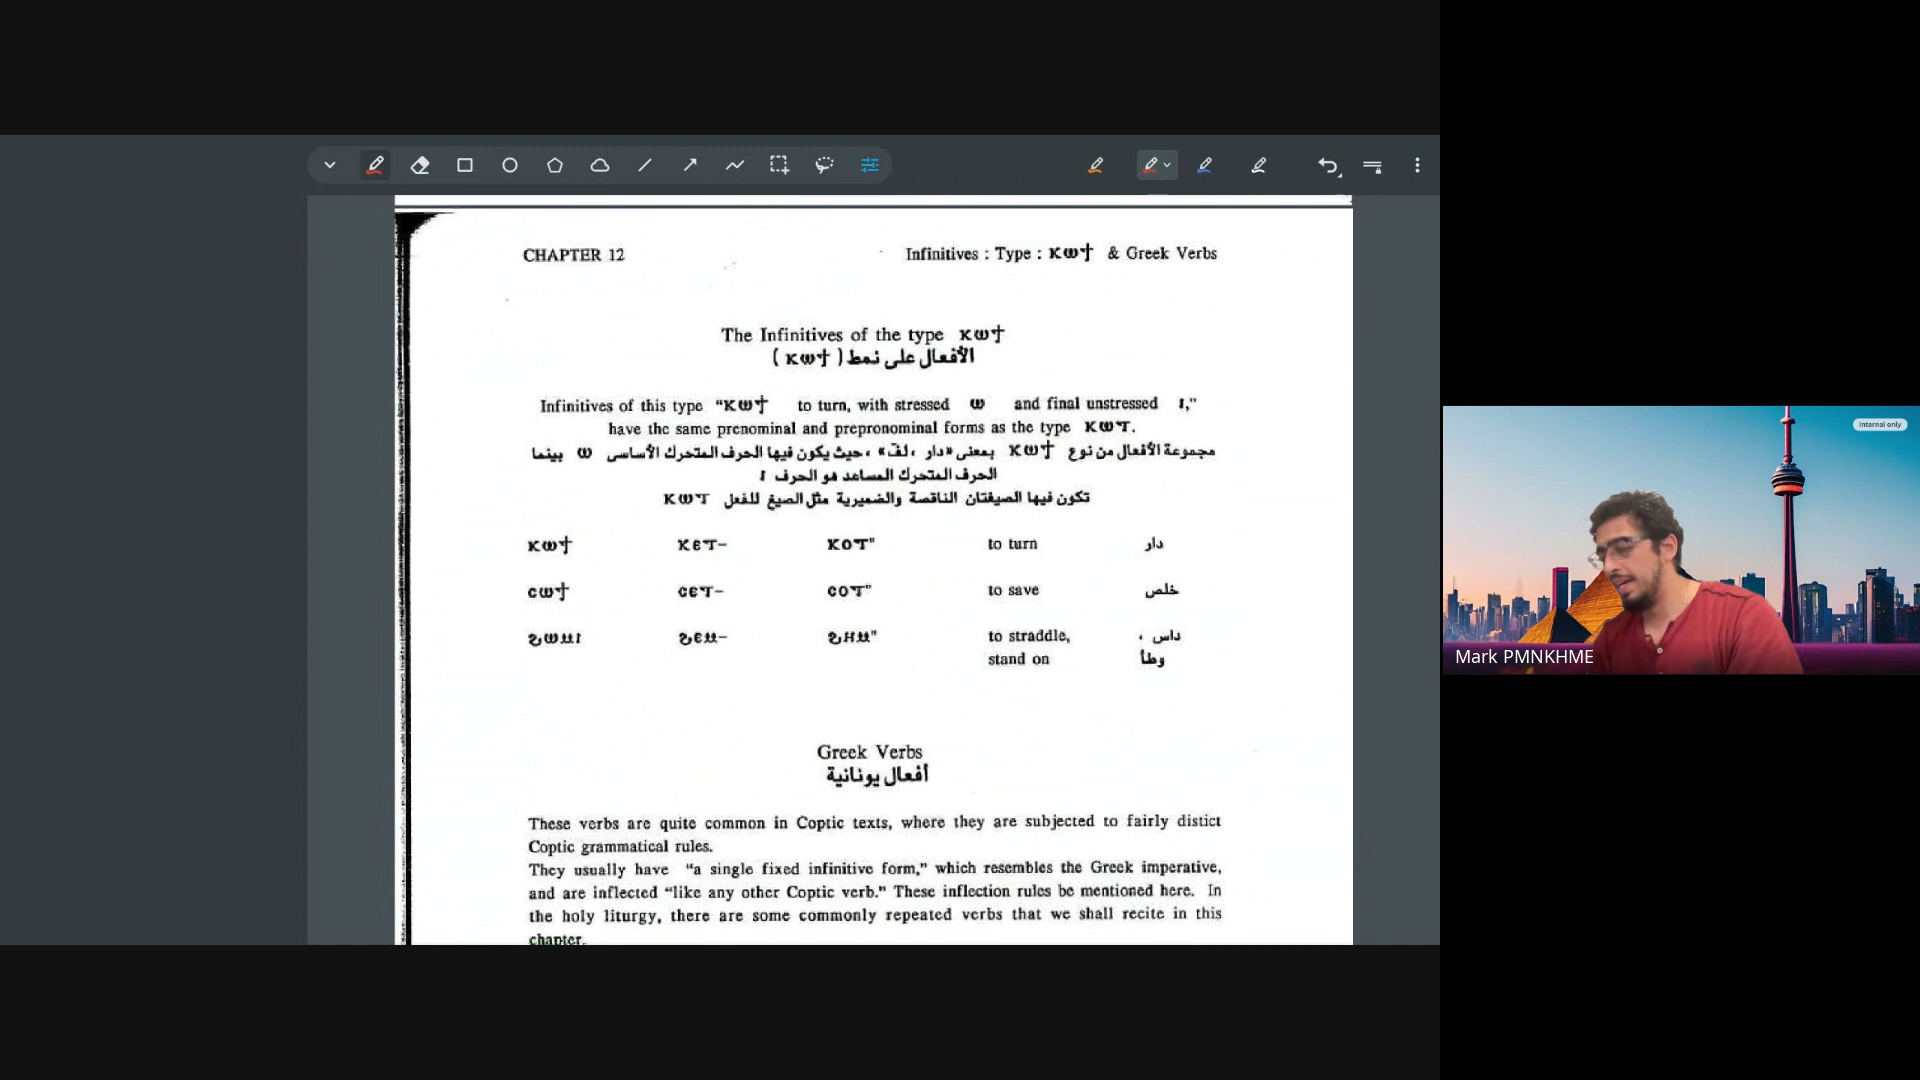 CHAPTER 12
Infinitives : Type : ⲕⲱϯ & Greek Verbs
The Infinitives of the type ⲕⲱϯ
الأفعال على نمط ( ⲕⲱϯ )
Infinitives of this type “ⲕⲱϯ to turn, with stressed ⲱ and final unstressed ⲓ,”
have the same prenominal and prepronominal forms as the type ⲕⲱⲧ.
مجموعة الأفعال من نوع ⲕⲱϯ بمعنى «دار ، لفّ» ، حيث يكون فيها الحرف المتحرك الأساسى ⲱ بينما
الحرف المتحرك المساعد هو الحرف ⲓ
تكون فيها الصيغتان الناقصة والضميرية مثل الصيغ للفعل ⲕⲱⲧ
ⲕⲱϯ ⲕⲉⲧ– ⲕⲟⲧ" to turn دار
ⲥⲱϯ ⲥⲉⲧ– ⲥⲟⲧ" to save خلص
ϩⲱⲙⲓ ϩⲉⲙ– ϩⲏⲙ" to straddle, داس ،
stand on وطأ
Greek Verbs
أفعال يونانية
These verbs are quite common in Coptic texts, where they are subjected to fairly distict
Coptic grammatical rules.
They usually have “a single fixed infinitive form,” which resembles the Greek imperative,
and are inflected “like any other Coptic verb.” These inflection rules be mentioned here. In
the holy liturgy, there are some commonly repeated verbs that we shall recite in this
chapter.
Internal only
Mark PMNKHME